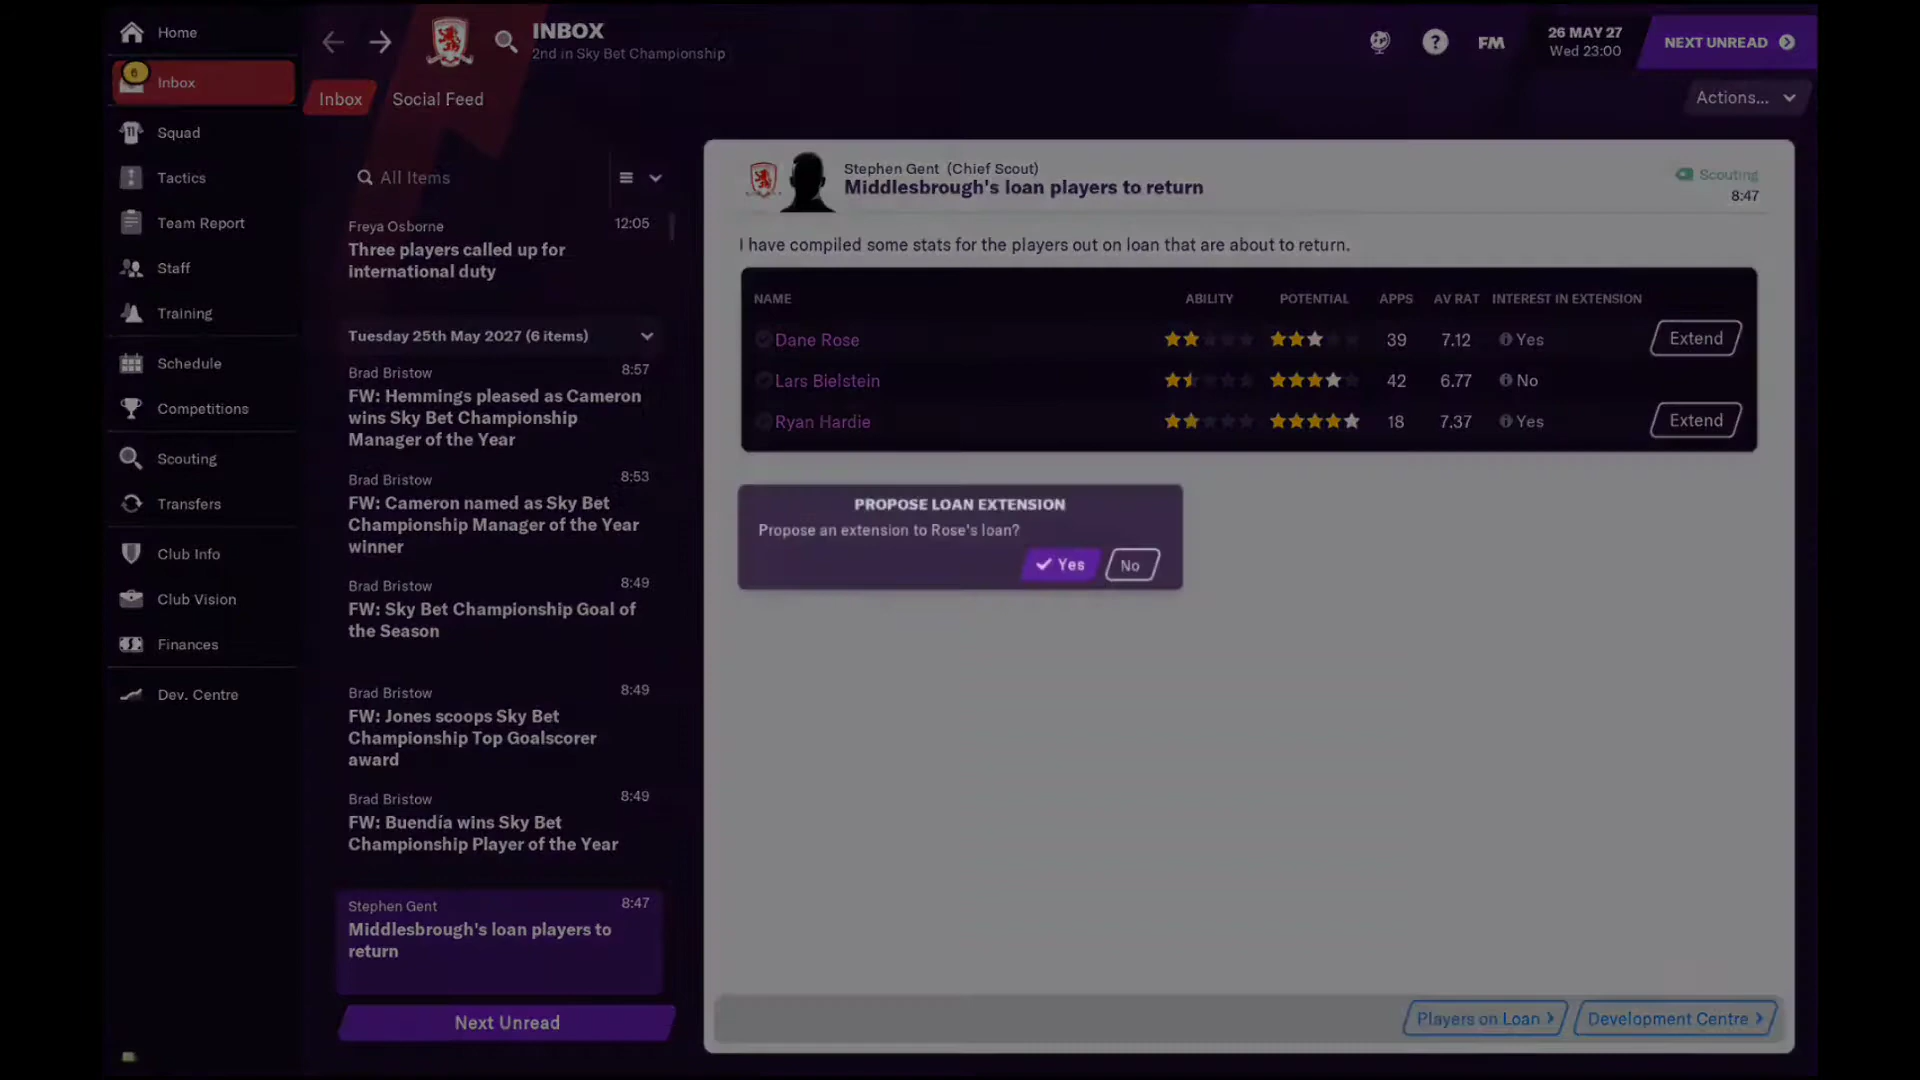 Home
6
Inbox
Squad
Tactics
Team Report
Staff
Training
Schedule
Competitions
Scouting
Transfers
Club Info
Club Vision
Finances
Dev. Centre
INBOX
2nd in Sky Bet Championship
?
FM
26 MAY 27
Wed 23:00
NEXT UNREAD
Inbox
Social Feed
Actions...
All Items
Freya Osborne 12:05
Three players called up for
international duty
Tuesday 25th May 2027 (6 items)
Brad Bristow 8:57
FW: Hemmings pleased as Cameron
wins Sky Bet Championship
Manager of the Year
Brad Bristow 8:53
FW: Cameron named as Sky Bet
Championship Manager of the Year
winner
Brad Bristow 8:49
FW: Sky Bet Championship Goal of
the Season
Brad Bristow 8:49
FW: Jones scoops Sky Bet
Championship Top Goalscorer
award
Brad Bristow 8:49
FW: Buendía wins Sky Bet
Championship Player of the Year
Stephen Gent 8:47
Middlesbrough's loan players to
return
Next Unread
Stephen Gent (Chief Scout)
Middlesbrough's loan players to return
Scouting
8:47
I have compiled some stats for the players out on loan that are about to return.
NAME ABILITY POTENTIAL APPS AV RAT INTEREST IN EXTENSION
Dane Rose 39 7.12 Yes Extend
Lars Bielstein 42 6.77 No
Ryan Hardie 18 7.37 Yes Extend
PROPOSE LOAN EXTENSION
Propose an extension to Rose's loan?
Yes No
Players on Loan >
Development Centre >